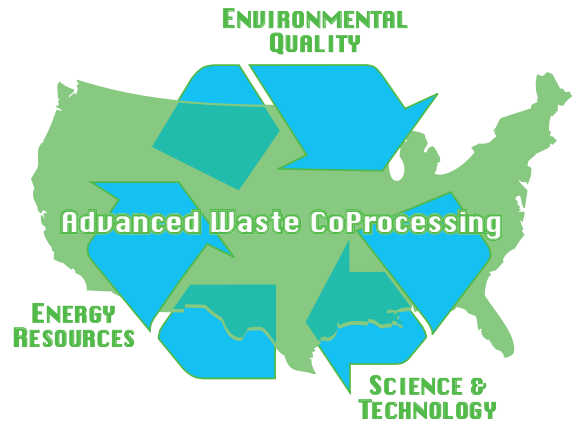 Environmental
Quality
Advanced Waste CoProcessing
Energy
Resources
Science &
Technology